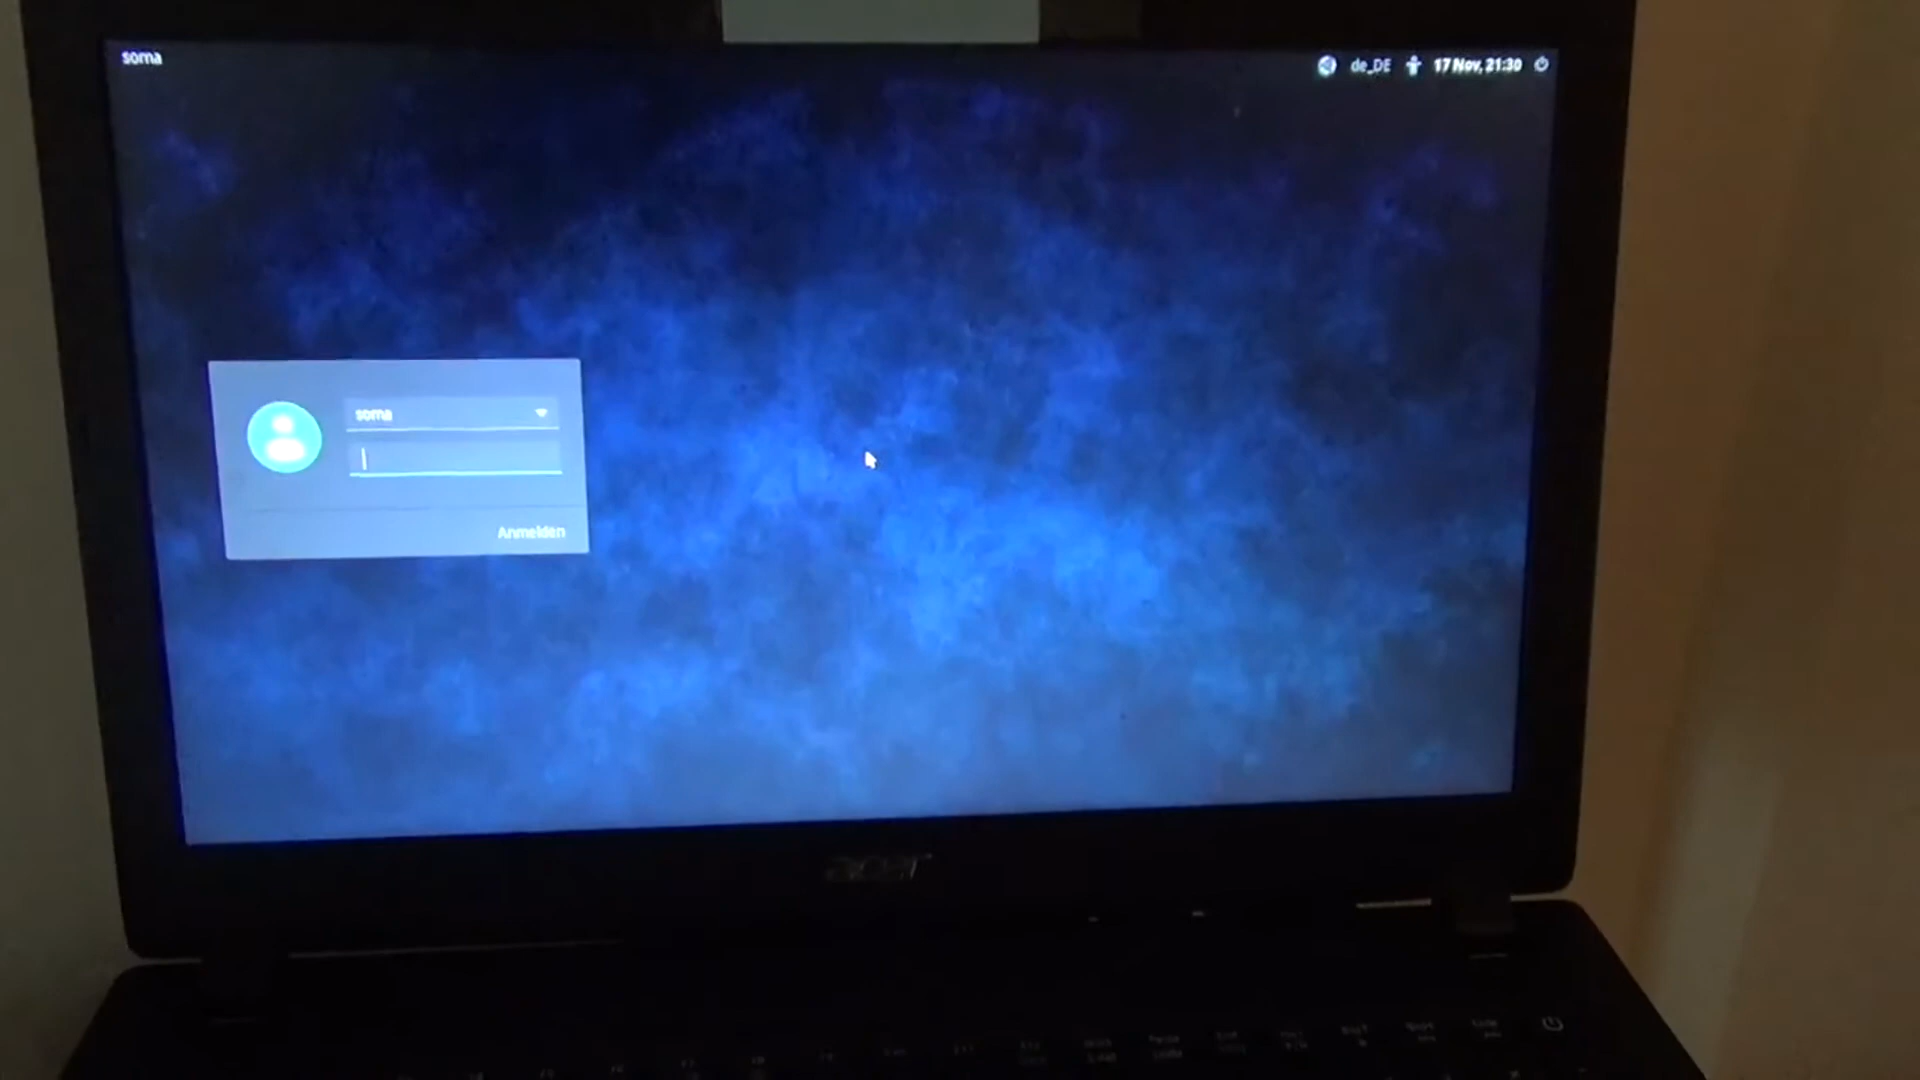 soma
de_DE 17 Nov, 21:30
soma
Anmelden
acer